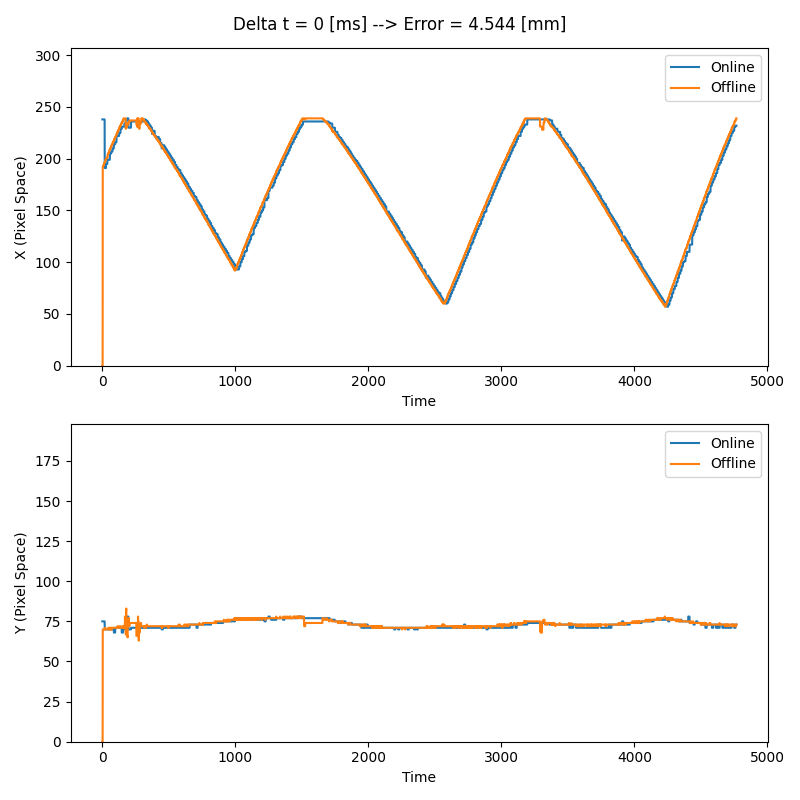 Delta t = 0 [ms] --> Error = 4.544 [mm]
300
250
200
150
100
50
0
X (Pixel Space)
Online
Offline
0 1000 2000 3000 4000 5000
Time
175
150
125
100
75
50
25
0
Y (Pixel Space)
Online
Offline
0 1000 2000 3000 4000 5000
Time